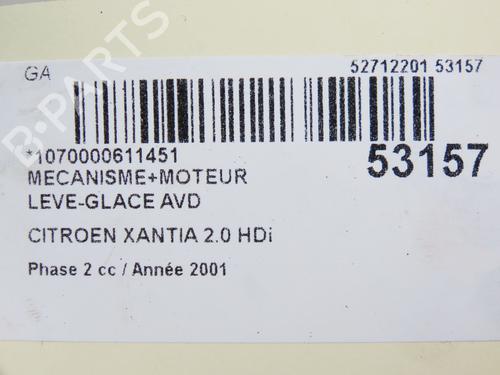 GA
52712201 53157
*1070000611451
53157
MECANISME+MOTEUR
LEVE-GLACE AVD
CITROEN XANTIA 2.0 HDi
Phase 2 cc / Année 2001
B-PARTS